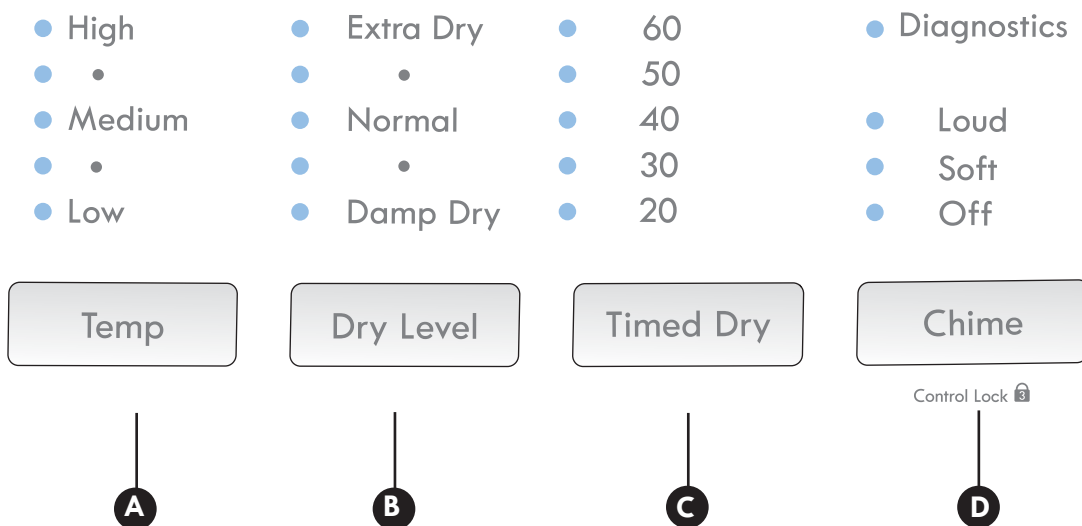 High
•
Medium
•
Low
Temp
A
Extra Dry
•
Normal
•
Damp Dry
Dry Level
B
60
50
40
30
20
Timed Dry
C
Diagnostics
Loud
Soft
Off
Chime
Control Lock 3
D